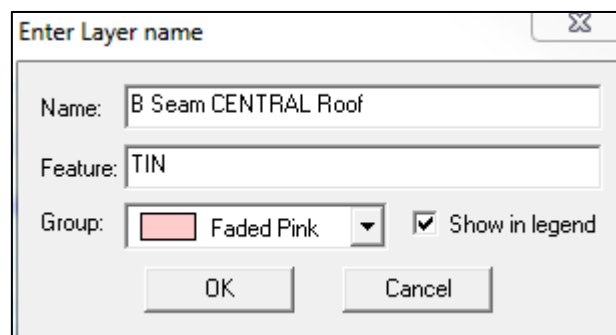 Enter Layer name
Name: B Seam CENTRAL Roof
Feature: TIN
Group: Faded Pink Show in legend
OK Cancel